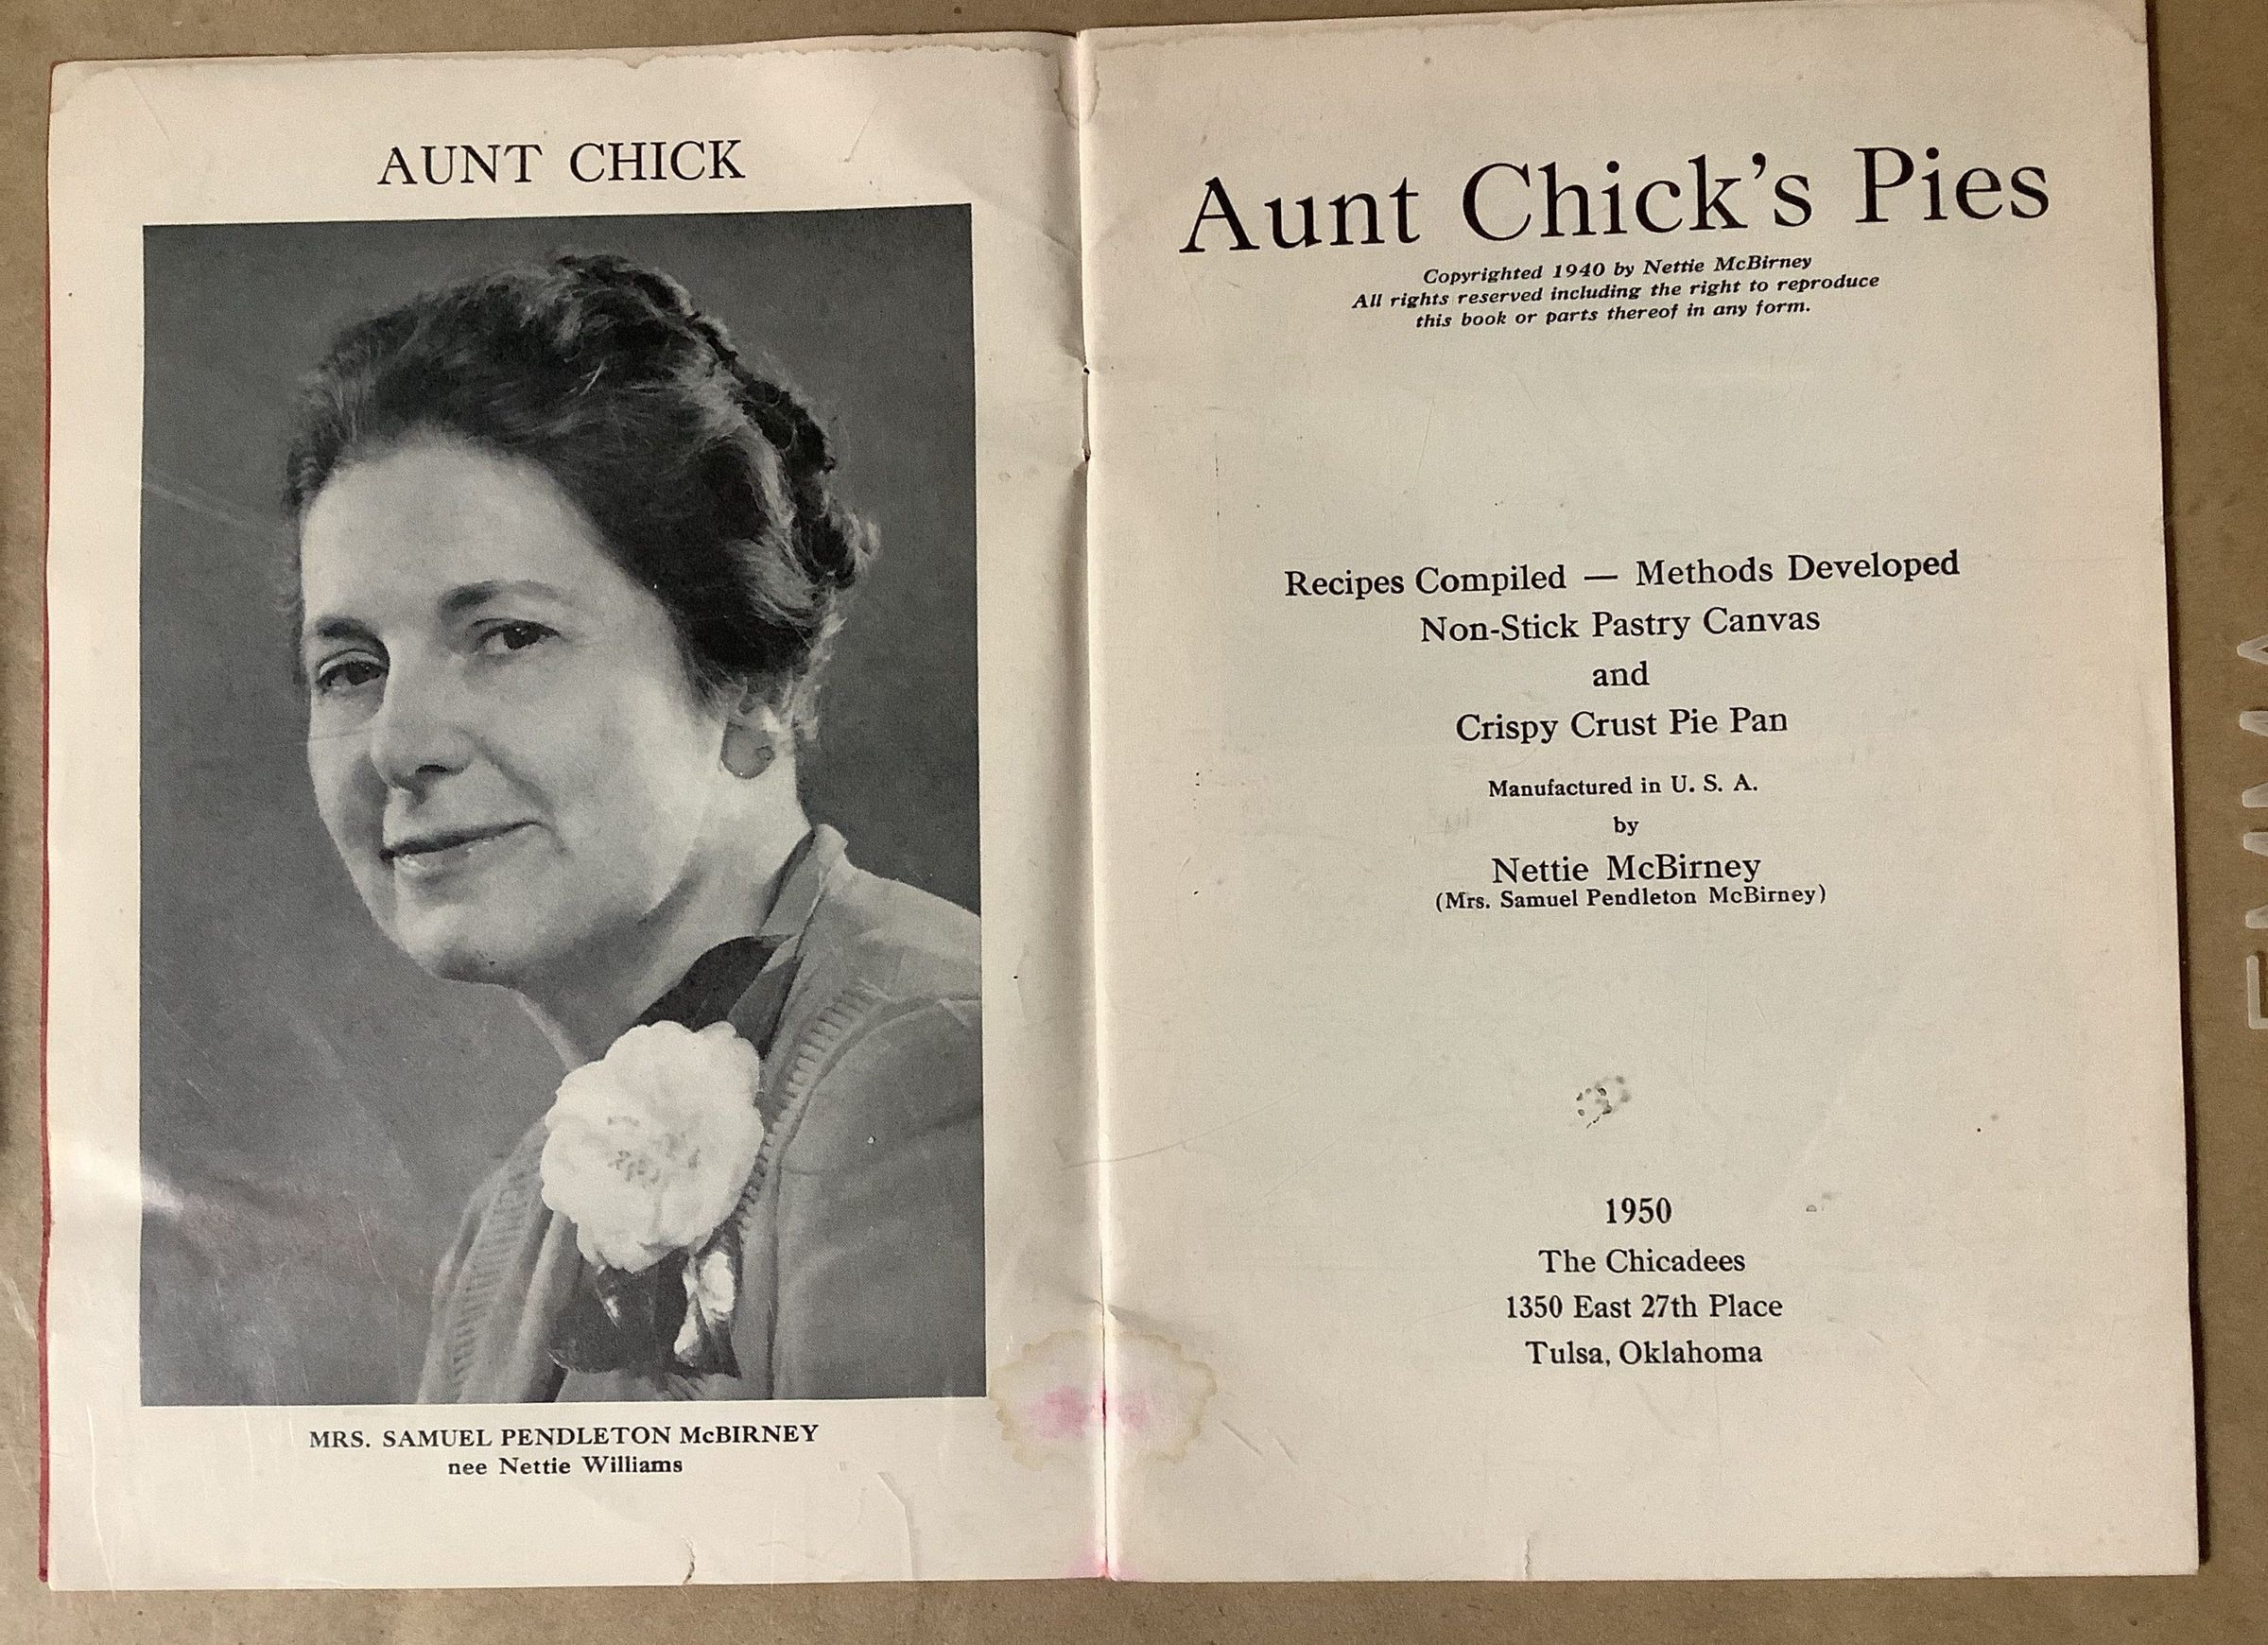 AUNT CHICK
MRS. SAMUEL PENDLETON McBIRNEY
nee Nettie Williams
Aunt Chick's Pies
Copyrighted 1940 by Nettie McBirney
All rights reserved including the right to reproduce
this book or parts thereof in any form.
Recipes Compiled — Methods Developed
Non-Stick Pastry Canvas
and
Crispy Crust Pie Pan
Manufactured in U. S. A.
by
Nettie McBirney
(Mrs. Samuel Pendleton McBirney)
1950
The Chicadees
1350 East 27th Place
Tulsa, Oklahoma